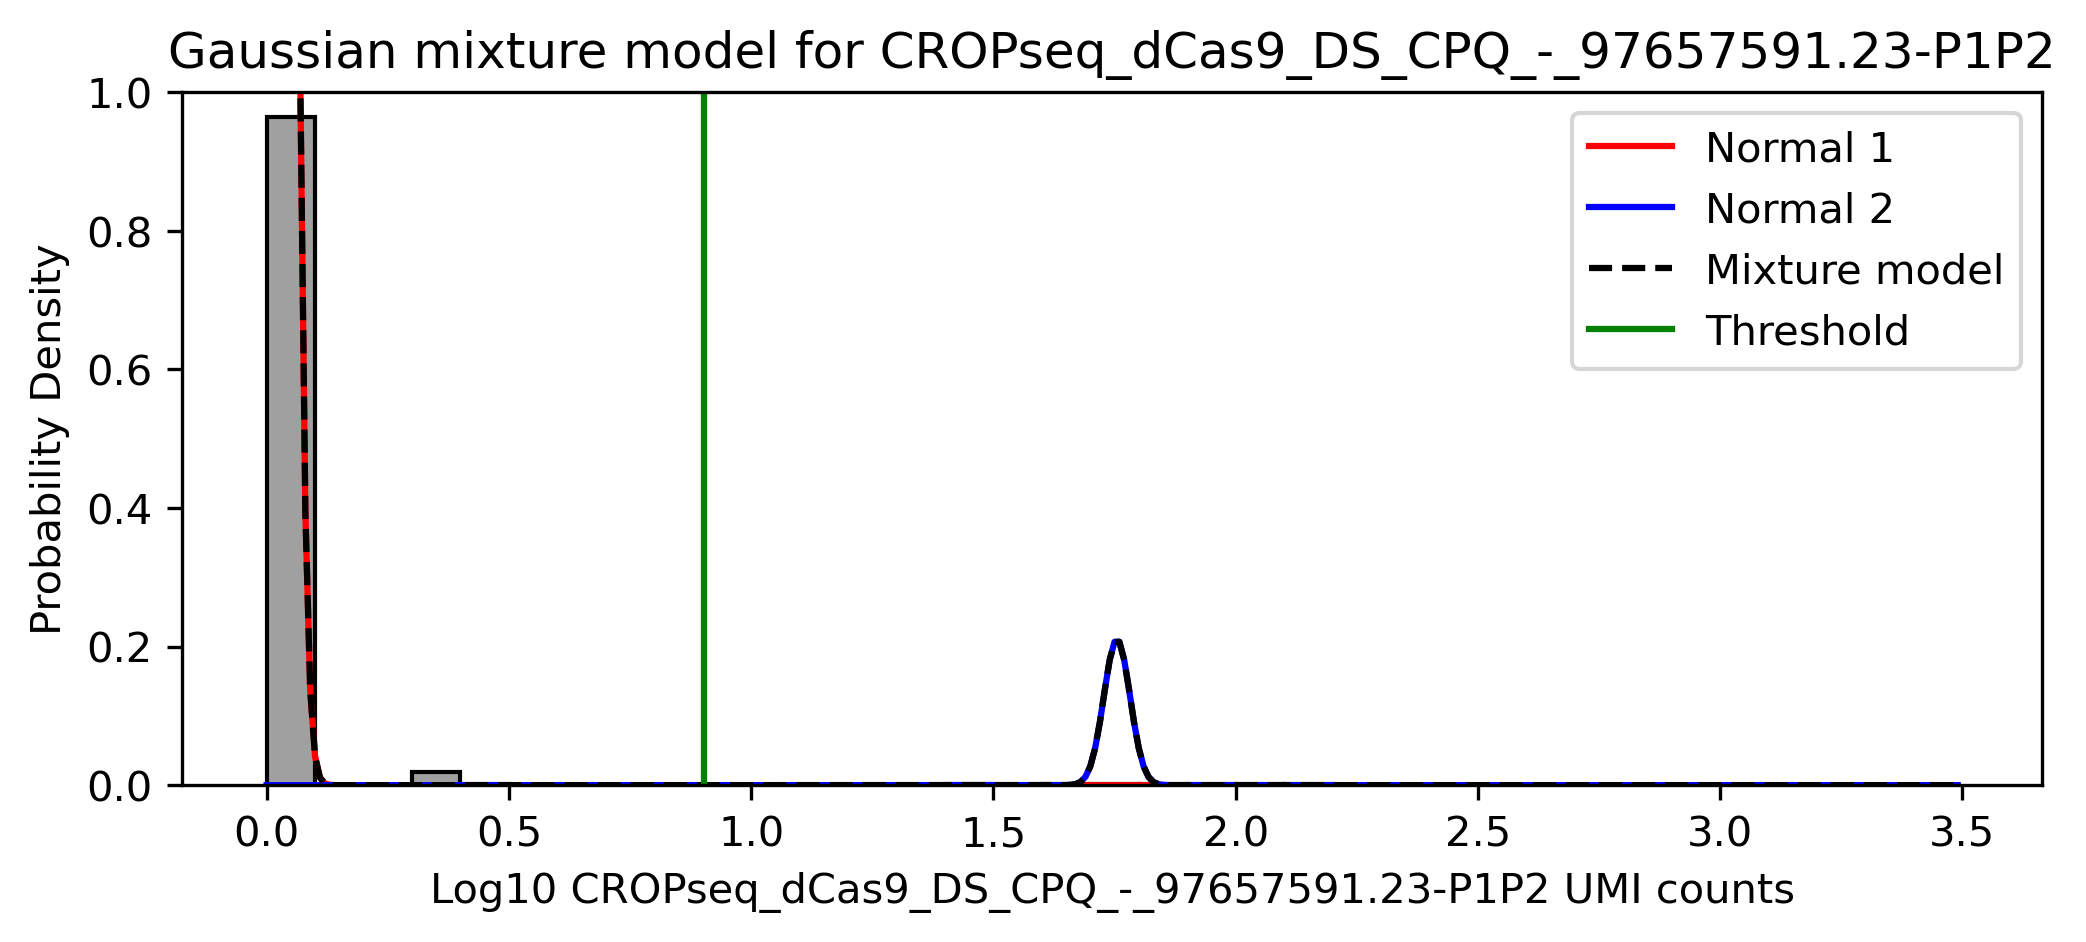 Gaussian mixture model for CROPseq_dCas9_DS_CPQ_-_97657591.23-P1P2
1.0
0.8
0.6
0.4
0.2
0.0
Probability Density
Normal 1
Normal 2
Mixture model
Threshold
0.0 0.5 1.0 1.5 2.0 2.5 3.0 3.5
Log10 CROPseq_dCas9_DS_CPQ_-_97657591.23-P1P2 UMI counts